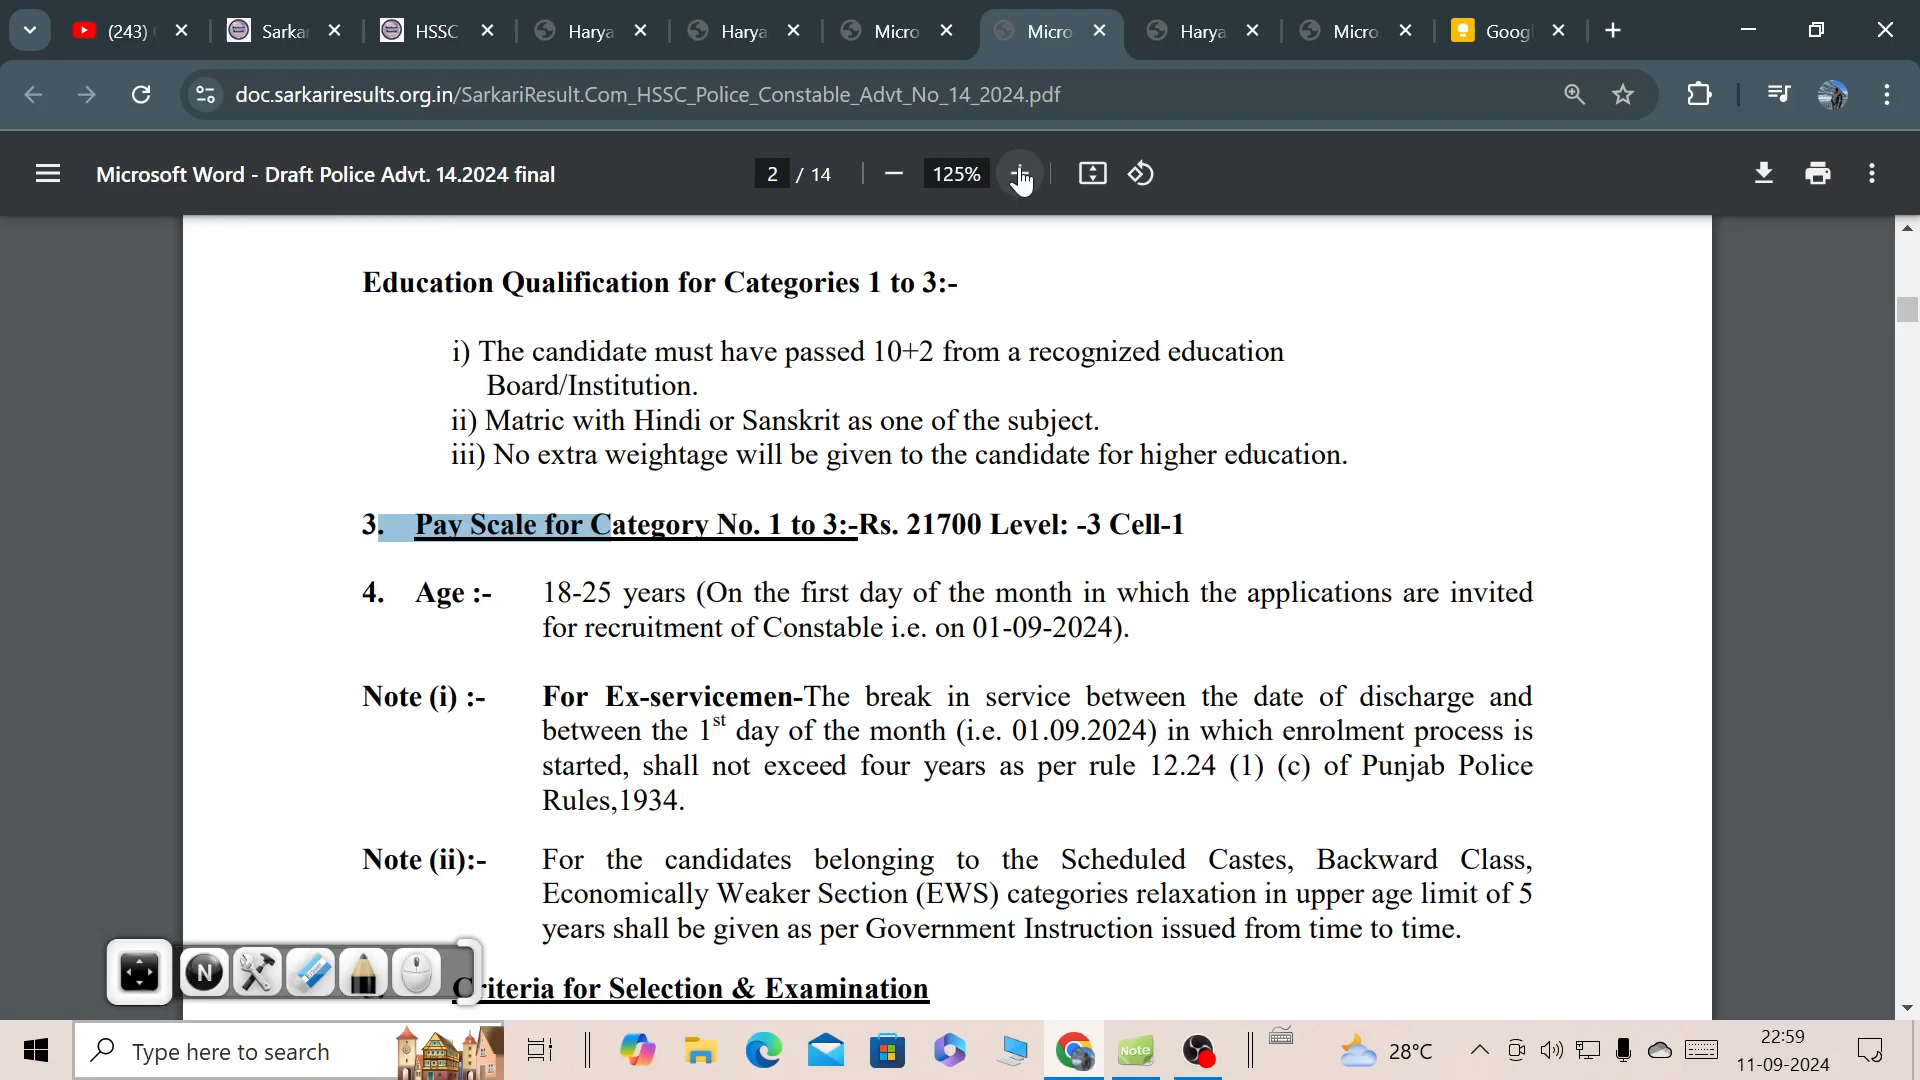 (243)
Sarka
HSSC
Harya
Harya
Micro
Micro
Harya
Micro
Goog
doc.sarkariresults.org.in/SarkariResult.Com_HSSC_Police_Constable_Advt_No_14_2024.pdf
Microsoft Word - Draft Police Advt. 14.2024 final
2 / 14
125%
Education Qualification for Categories 1 to 3:-
i) The candidate must have passed 10+2 from a recognized education
Board/Institution.
ii) Matric with Hindi or Sanskrit as one of the subject.
iii) No extra weightage will be given to the candidate for higher education.
3. Pay Scale for Category No. 1 to 3:-Rs. 21700 Level: -3 Cell-1
4. Age :- 18-25 years (On the first day of the month in which the applications are invited
for recruitment of Constable i.e. on 01-09-2024).
Note (i) :- For Ex-servicemen-The break in service between the date of discharge and
between the 1st day of the month (i.e. 01.09.2024) in which enrolment process is
started, shall not exceed four years as per rule 12.24 (1) (c) of Punjab Police
Rules,1934.
Note (ii):- For the candidates belonging to the Scheduled Castes, Backward Class,
Economically Weaker Section (EWS) categories relaxation in upper age limit of 5
years shall be given as per Government Instruction issued from time to time.
N
Criteria for Selection & Examination
Type here to search
Note
28°C
22:59
11-09-2024